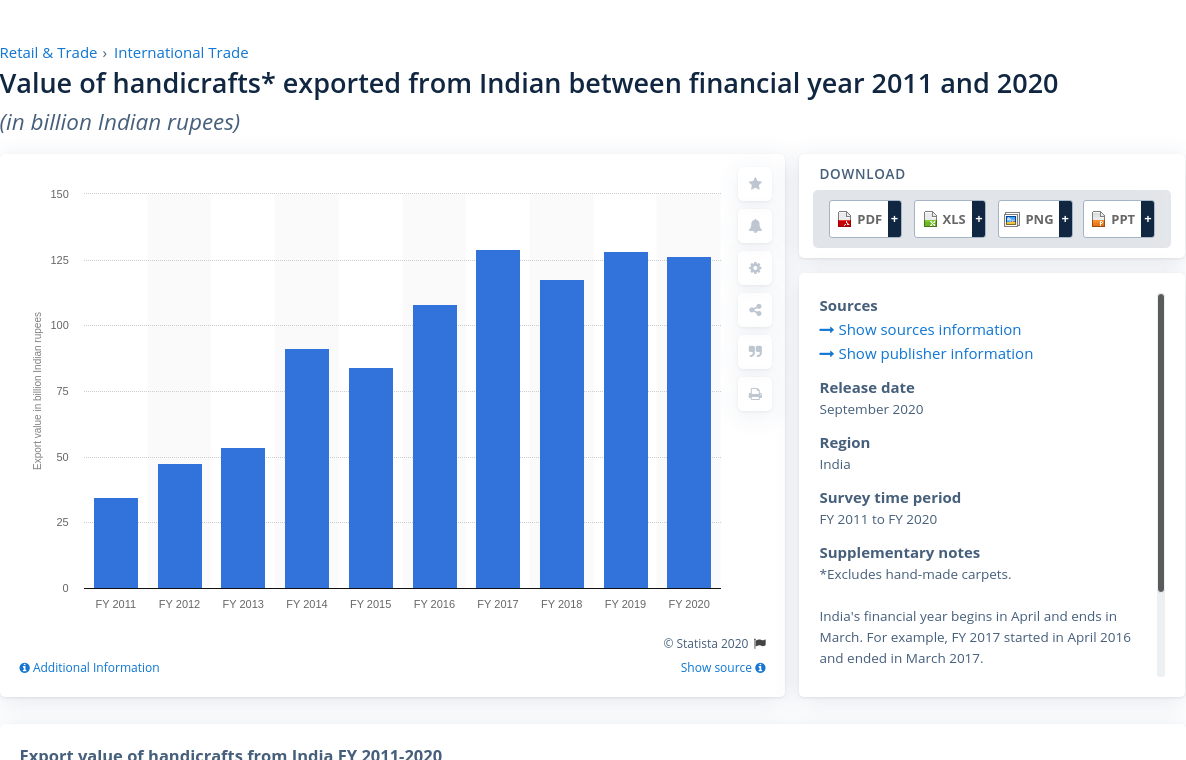 Retail & Trade › International Trade
Value of handicrafts* exported from Indian between financial year 2011 and 2020
(in billion Indian rupees)
150
125
100
75
50
25
0
Export value in billion Indian rupees
FY 2011 FY 2012 FY 2013 FY 2014 FY 2015 FY 2016 FY 2017 FY 2018 FY 2019 FY 2020
© Statista 2020
Additional Information
Show source
DOWNLOAD
PDF + XLS + PNG + PPT +
Sources
Show sources information
Show publisher information
Release date
September 2020
Region
India
Survey time period
FY 2011 to FY 2020
Supplementary notes
*Excludes hand-made carpets.
India's financial year begins in April and ends in
March. For example, FY 2017 started in April 2016
and ended in March 2017.
Export value of handicrafts from India FY 2011-2020